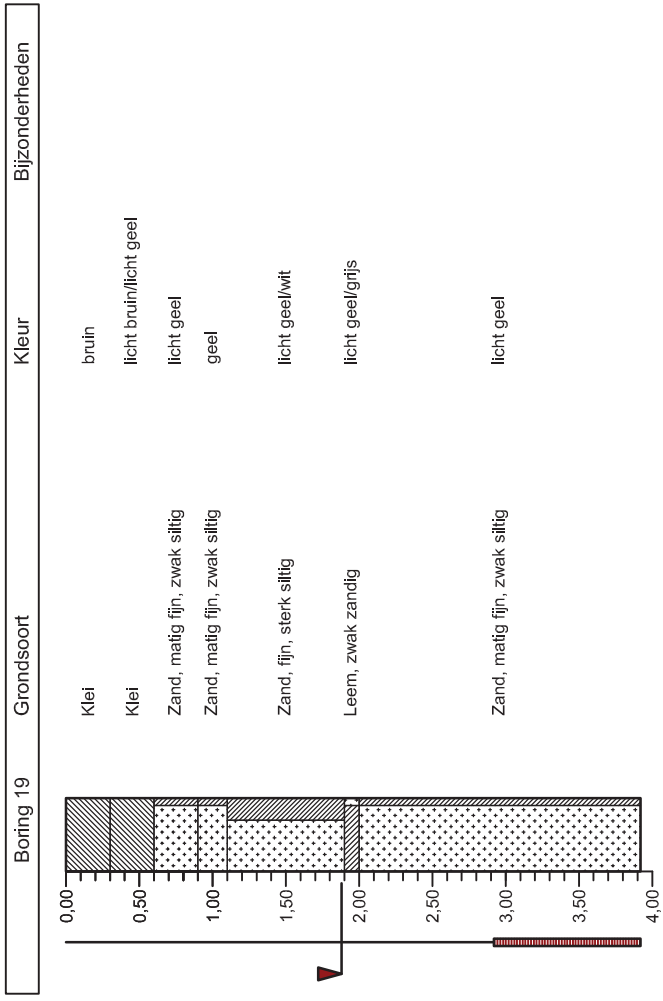 Boring 19 Grondsoort Kleur Bijzonderheden
0,00
Klei bruin
Klei licht bruin/licht geel
0,50
Zand, matig fijn, zwak siltig licht geel
Zand, matig fijn, zwak siltig geel
1,00
Zand, fijn, sterk siltig licht geel/wit
1,50
Leem, zwak zandig licht geel/grijs
2,00
2,50
Zand, matig fijn, zwak siltig licht geel
3,00
3,50
4,00